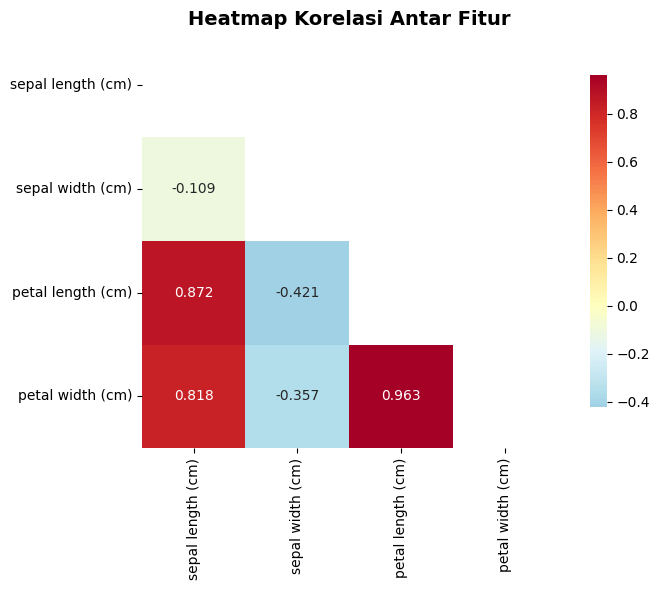 Heatmap Korelasi Antar Fitur
sepal length (cm)
sepal width (cm)
-0.109
petal length (cm)
0.872
-0.421
petal width (cm)
0.818
-0.357
0.963
sepal length (cm)
sepal width (cm)
petal length (cm)
petal width (cm)
0.8
0.6
0.4
0.2
0.0
−0.2
−0.4